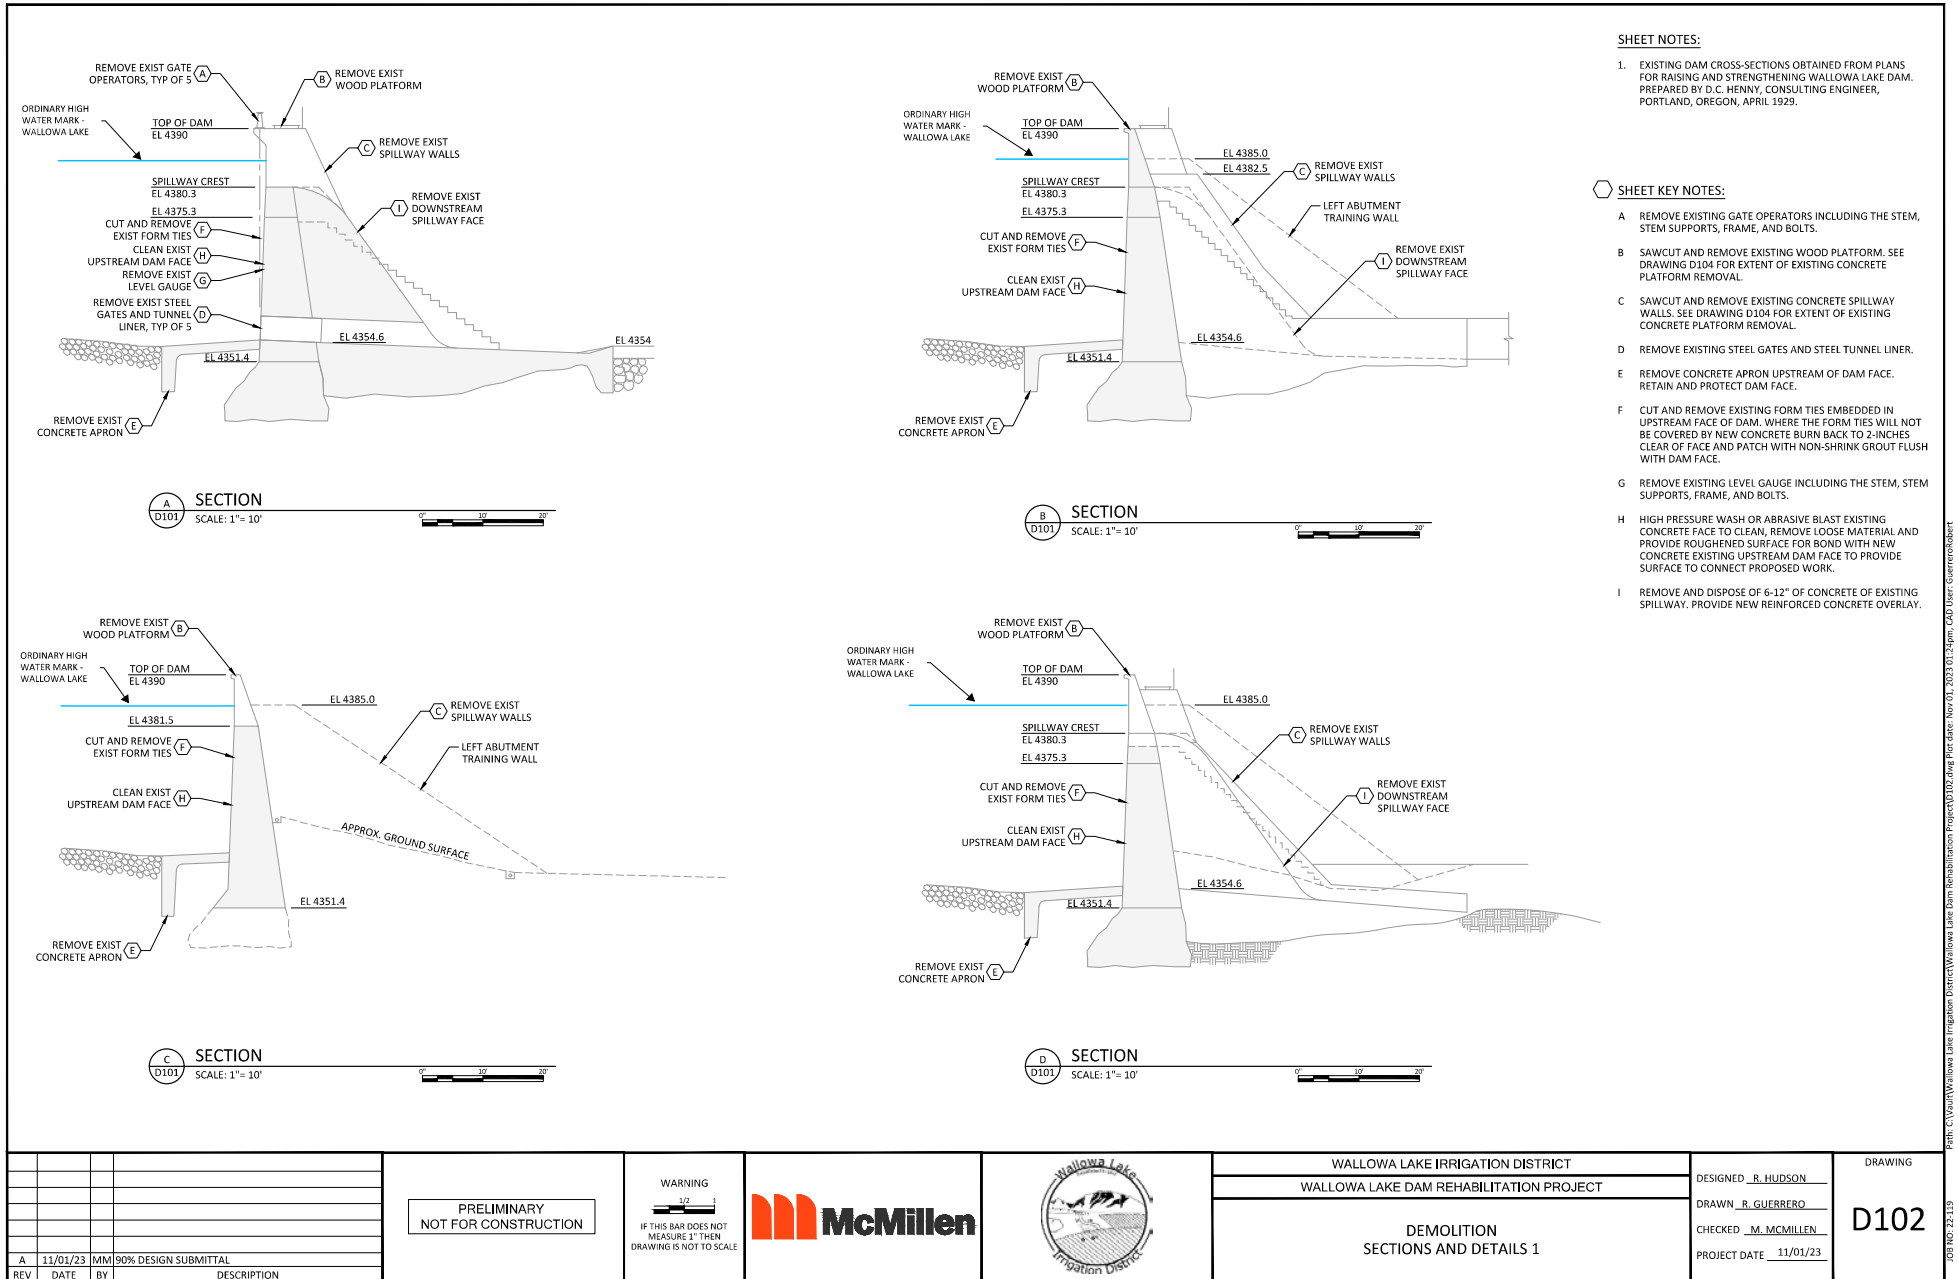 REMOVE EXIST GATE
OPERATORS, TYP OF 5
A
B
REMOVE EXIST
WOOD PLATFORM
ORDINARY HIGH
WATER MARK -
WALLOWA LAKE
TOP OF DAM
EL 4390
C
REMOVE EXIST
SPILLWAY WALLS
SPILLWAY CREST
EL 4380.3
EL 4375.3
I
REMOVE EXIST
DOWNSTREAM
SPILLWAY FACE
CUT AND REMOVE
EXIST FORM TIES
F
CLEAN EXIST
UPSTREAM DAM FACE
H
REMOVE EXIST
LEVEL GAUGE
G
REMOVE EXIST STEEL
GATES AND TUNNEL
LINER, TYP OF 5
D
EL 4354.6
EL 4354
EL 4351.4
REMOVE EXIST
CONCRETE APRON
E
A
D101
SECTION
SCALE: 1"= 10'
0" 10' 20'
REMOVE EXIST
WOOD PLATFORM
B
ORDINARY HIGH
WATER MARK -
WALLOWA LAKE
TOP OF DAM
EL 4390
EL 4385.0
EL 4382.5
C
REMOVE EXIST
SPILLWAY WALLS
SPILLWAY CREST
EL 4380.3
EL 4375.3
LEFT ABUTMENT
TRAINING WALL
CUT AND REMOVE
EXIST FORM TIES
F
I
REMOVE EXIST
DOWNSTREAM
SPILLWAY FACE
CLEAN EXIST
UPSTREAM DAM FACE
H
EL 4354.6
EL 4351.4
REMOVE EXIST
CONCRETE APRON
E
B
D101
SECTION
SCALE: 1"= 10'
0" 10' 20'
REMOVE EXIST
WOOD PLATFORM
B
ORDINARY HIGH
WATER MARK -
WALLOWA LAKE
TOP OF DAM
EL 4390
EL 4385.0
C
REMOVE EXIST
SPILLWAY WALLS
EL 4381.5
CUT AND REMOVE
EXIST FORM TIES
F
LEFT ABUTMENT
TRAINING WALL
CLEAN EXIST
UPSTREAM DAM FACE
H
APPROX. GROUND SURFACE
EL 4351.4
REMOVE EXIST
CONCRETE APRON
E
C
D101
SECTION
SCALE: 1"= 10'
0" 10' 20'
REMOVE EXIST
WOOD PLATFORM
B
ORDINARY HIGH
WATER MARK -
WALLOWA LAKE
TOP OF DAM
EL 4390
EL 4385.0
SPILLWAY CREST
EL 4380.3
EL 4375.3
C
REMOVE EXIST
SPILLWAY WALLS
CUT AND REMOVE
EXIST FORM TIES
F
I
REMOVE EXIST
DOWNSTREAM
SPILLWAY FACE
CLEAN EXIST
UPSTREAM DAM FACE
H
EL 4354.6
EL 4351.4
REMOVE EXIST
CONCRETE APRON
E
D
D101
SECTION
SCALE: 1"= 10'
0" 10' 20'
SHEET NOTES:
1. EXISTING DAM CROSS-SECTIONS OBTAINED FROM PLANS
FOR RAISING AND STRENGTHENING WALLOWA LAKE DAM.
PREPARED BY D.C. HENNY, CONSULTING ENGINEER,
PORTLAND, OREGON, APRIL 1929.
SHEET KEY NOTES:
A REMOVE EXISTING GATE OPERATORS INCLUDING THE STEM,
STEM SUPPORTS, FRAME, AND BOLTS.
B SAWCUT AND REMOVE EXISTING WOOD PLATFORM. SEE
DRAWING D104 FOR EXTENT OF EXISTING CONCRETE
PLATFORM REMOVAL.
C SAWCUT AND REMOVE EXISTING CONCRETE SPILLWAY
WALLS. SEE DRAWING D104 FOR EXTENT OF EXISTING
CONCRETE PLATFORM REMOVAL.
D REMOVE EXISTING STEEL GATES AND STEEL TUNNEL LINER.
E REMOVE CONCRETE APRON UPSTREAM OF DAM FACE.
RETAIN AND PROTECT DAM FACE.
F CUT AND REMOVE EXISTING FORM TIES EMBEDDED IN
UPSTREAM FACE OF DAM. WHERE THE FORM TIES WILL NOT
BE COVERED BY NEW CONCRETE BURN BACK TO 2-INCHES
CLEAR OF FACE AND PATCH WITH NON-SHRINK GROUT FLUSH
WITH DAM FACE.
G REMOVE EXISTING LEVEL GAUGE INCLUDING THE STEM, STEM
SUPPORTS, FRAME, AND BOLTS.
H HIGH PRESSURE WASH OR ABRASIVE BLAST EXISTING
CONCRETE FACE TO CLEAN, REMOVE LOOSE MATERIAL AND
PROVIDE ROUGHENED SURFACE FOR BOND WITH NEW
CONCRETE EXISTING UPSTREAM DAM FACE TO PROVIDE
SURFACE TO CONNECT PROPOSED WORK.
I REMOVE AND DISPOSE OF 6-12" OF CONCRETE OF EXISTING
SPILLWAY. PROVIDE NEW REINFORCED CONCRETE OVERLAY.
Path: C:\Vault\Wallowa Lake Irrigation District\Wallowa Lake Dam Rehabilitation Project\D102.dwg Plot date: Nov 01, 2023 01:24pm, CAD User: GuerreroRobert
JOB NO: 22-119
A 11/01/23 MM 90% DESIGN SUBMITTAL
REV DATE BY DESCRIPTION
PRELIMINARY
NOT FOR CONSTRUCTION
WARNING
1/2 1
IF THIS BAR DOES NOT
MEASURE 1" THEN
DRAWING IS NOT TO SCALE
McMillen
Wallowa Lake
Irrigation District
WALLOWA LAKE IRRIGATION DISTRICT
WALLOWA LAKE DAM REHABILITATION PROJECT
DEMOLITION
SECTIONS AND DETAILS 1
DESIGNED R. HUDSON
DRAWN R. GUERRERO
CHECKED M. MCMILLEN
PROJECT DATE 11/01/23
DRAWING
D102